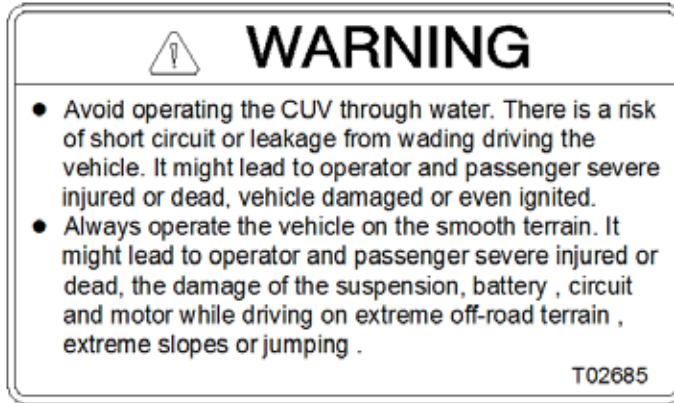 WARNING
● Avoid operating the CUV through water. There is a risk
of short circuit or leakage from wading driving the
vehicle. It might lead to operator and passenger severe
injured or dead, vehicle damaged or even ignited.
● Always operate the vehicle on the smooth terrain. It
might lead to operator and passenger severe injured or
dead, the damage of the suspension, battery , circuit
and motor while driving on extreme off-road terrain ,
extreme slopes or jumping .
T02685